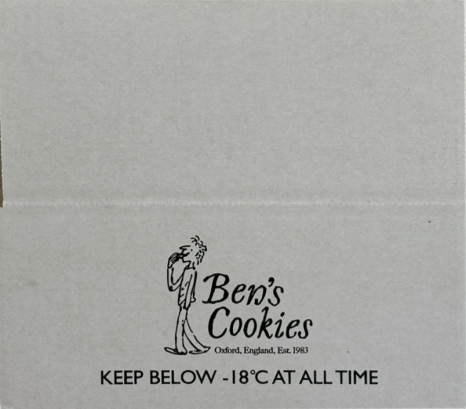 Ben's
Cookies
Oxford, England, Est. 1983
KEEP BELOW -18°C AT ALL TIME